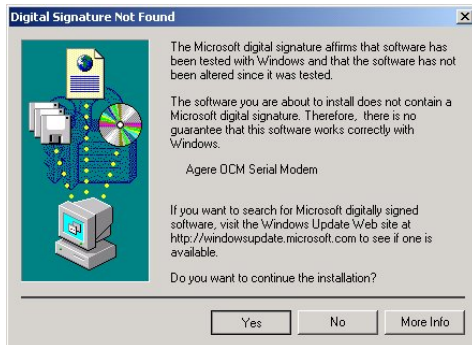 Digital Signature Not Found
The Microsoft digital signature affirms that software has
been tested with Windows and that the software has not
been altered since it was tested.
The software you are about to install does not contain a
Microsoft digital signature. Therefore, there is no
guarantee that this software works correctly with
Windows.
Agere OCM Serial Modem
If you want to search for Microsoft digitally signed
software, visit the Windows Update Web site at
http://windowsupdate.microsoft.com to see if one is
available.
Do you want to continue the installation?
Yes No More Info